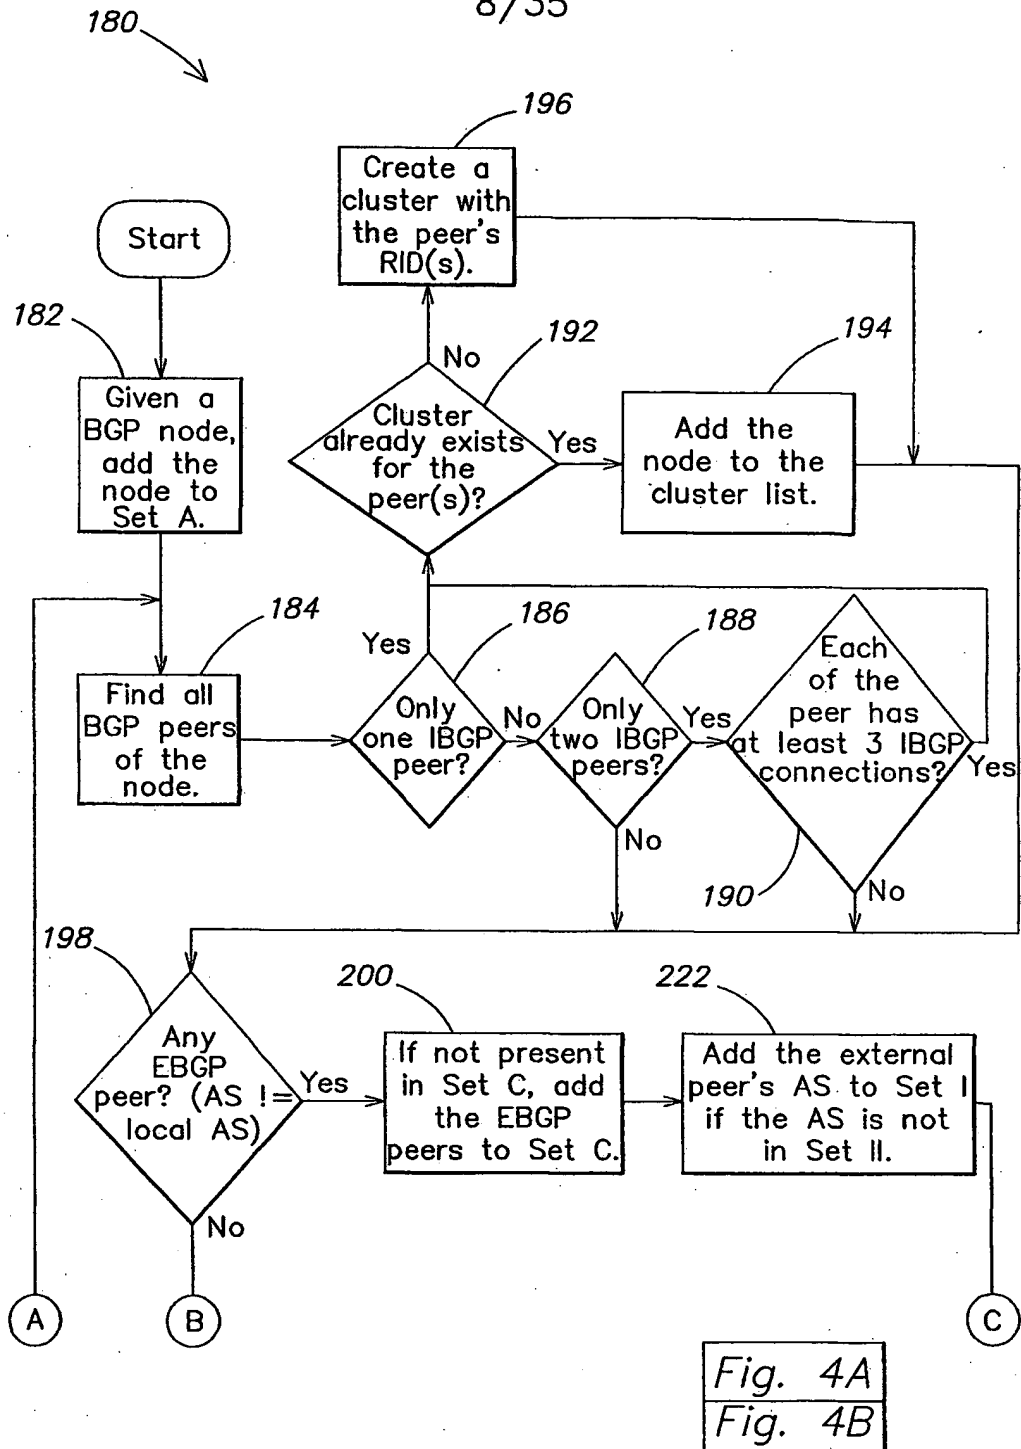 8/35
180
196
Create a
cluster with
the peer's
RID(s).
Start
182
192
194
No
Given a
BGP node,
add the
node to
Set A.
Cluster
already exists
for the
peer(s)?
Yes
Add the
node to the
cluster list.
184
186
188
Yes
Find all
BGP peers
of the
node.
Only
one IBGP
peer?
No
Only
two IBGP
peers?
Yes
Each
of the
peer has
at least 3 IBGP
connections?
Yes
No
190
No
198
200
222
Any
EBGP
peer? (AS !=
local AS)
Yes
If not present
in Set C, add
the EBGP
peers to Set C.
Add the external
peer's AS to Set I
if the AS is not
in Set II.
No
A
B
C
Fig. 4A
Fig. 4B